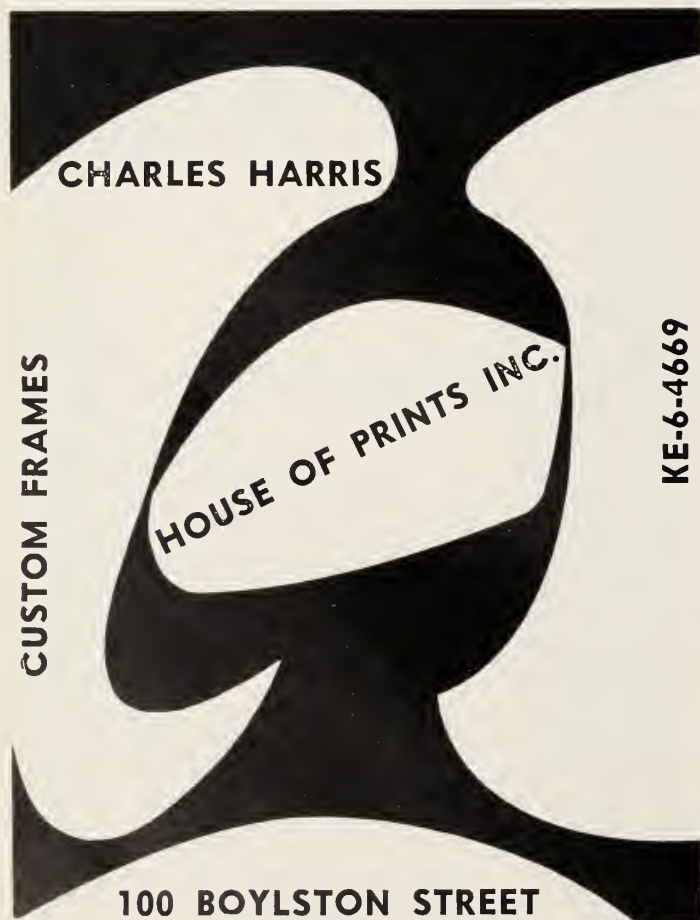 CHARLES HARRIS
HOUSE OF PRINTS INC.
CUSTOM FRAMES
KE-6-4669
100 BOYLSTON STREET